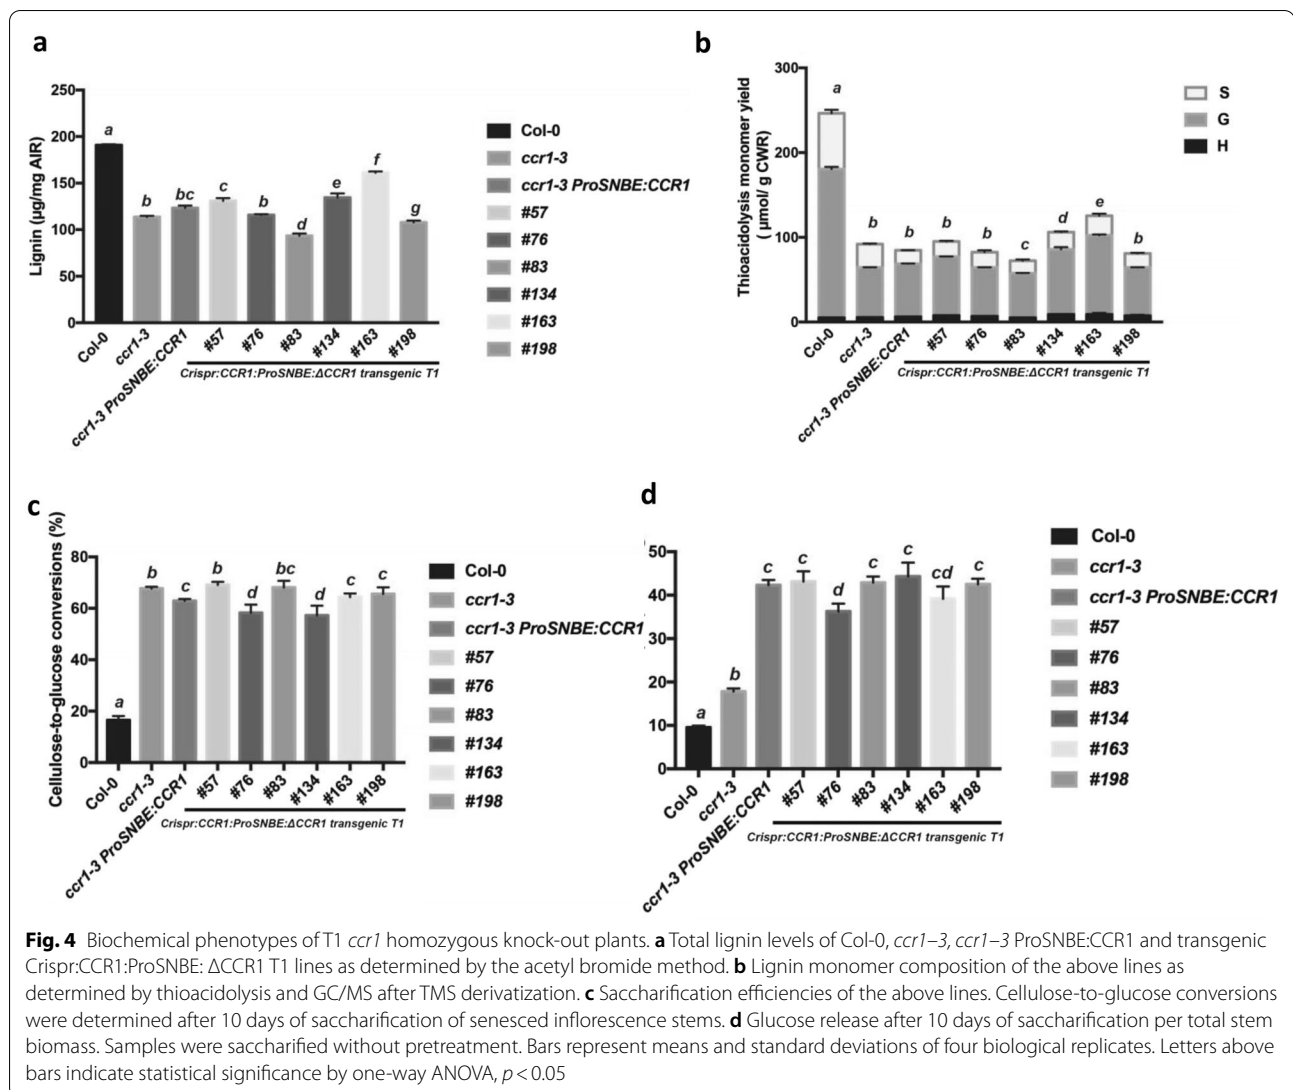 a
Lignin (µg/mg AIR)
250
200
150
100
50
0
a
b
bc
c
b
d
e
f
g
Col-0
ccr1-3
ccr1-3 ProSNBE:CCR1
#57
#76
#83
#134
#163
#198
Crispr:CCR1:ProSNBE:ΔCCR1 transgenic T1
Col-0
ccr1-3
ccr1-3 ProSNBE:CCR1
#57
#76
#83
#134
#163
#198
b
Thioacidolysis monomer yield
( µmol/ g CWR)
300
200
100
0
a
b
b
b
b
c
d
e
b
Col-0
ccr1-3
ccr1-3 ProSNBE:CCR1
#57
#76
#83
#134
#163
#198
Crispr:CCR1:ProSNBE:ΔCCR1 transgenic T1
S
G
H
c
Cellulose-to-glucose conversions (%)
80
60
40
20
0
a
b
c
b
d
bc
d
c
c
Col-0
ccr1-3
ccr1-3 ProSNBE:CCR1
#57
#76
#83
#134
#163
#198
Crispr:CCR1:ProSNBE:ΔCCR1 transgenic T1
Col-0
ccr1-3
ccr1-3 ProSNBE:CCR1
#57
#76
#83
#134
#163
#198
d
50
40
30
20
10
0
a
b
c
c
d
c
c
cd
c
Col-0
ccr1-3
ccr1-3 ProSNBE:CCR1
#57
#76
#83
#134
#163
#198
Crispr:CCR1:ProSNBE:ΔCCR1 transgenic T1
Col-0
ccr1-3
ccr1-3 ProSNBE:CCR1
#57
#76
#83
#134
#163
#198
Fig. 4 Biochemical phenotypes of T1 ccr1 homozygous knock-out plants. a Total lignin levels of Col-0, ccr1–3, ccr1–3 ProSNBE:CCR1 and transgenic
Crispr:CCR1:ProSNBE: ΔCCR1 T1 lines as determined by the acetyl bromide method. b Lignin monomer composition of the above lines as
determined by thioacidolysis and GC/MS after TMS derivatization. c Saccharification efficiencies of the above lines. Cellulose-to-glucose conversions
were determined after 10 days of saccharification of senesced inflorescence stems. d Glucose release after 10 days of saccharification per total stem
biomass. Samples were saccharified without pretreatment. Bars represent means and standard deviations of four biological replicates. Letters above
bars indicate statistical significance by one-way ANOVA, p < 0.05